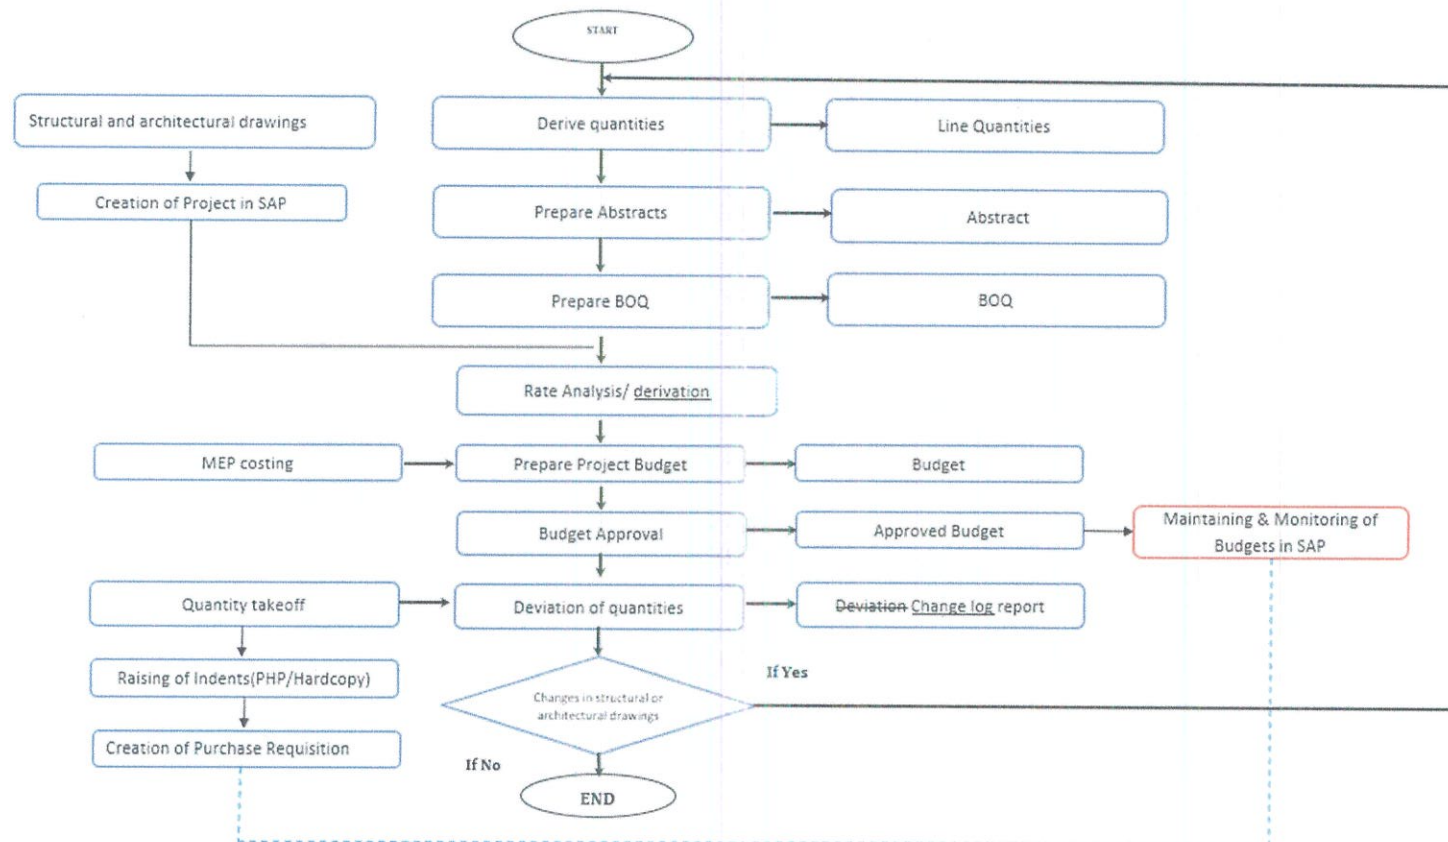 START
Structural and architectural drawings
Derive quantities
Line Quantities
Creation of Project in SAP
Prepare Abstracts
Abstract
Prepare BOQ
BOQ
Rate Analysis/ derivation
MEP costing
Prepare Project Budget
Budget
Budget Approval
Approved Budget
Maintaining & Monitoring of
Budgets in SAP
Quantity takeoff
Deviation of quantities
Deviation Change log report
If Yes
Raising of Indents(PHP/Hardcopy)
Changes in structural or
architectural drawings
Creation of Purchase Requisition
If No
END